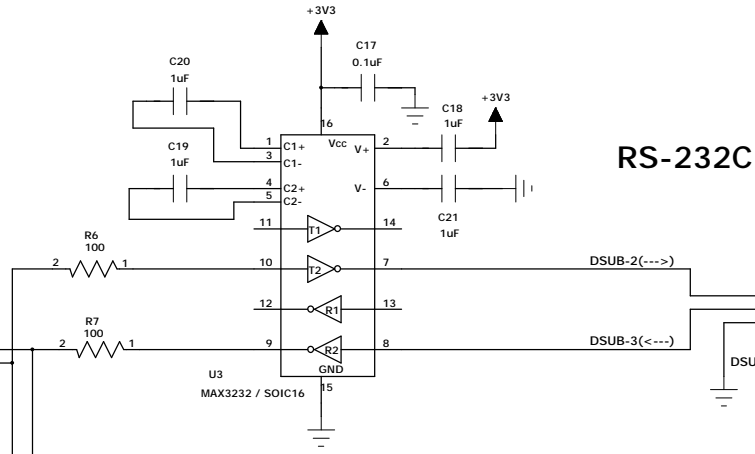 +3V3
C17
0.1uF
C20
1uF
C18
1uF
+3V3
16
Vcc
1
C1+
3
C1-
V+
2
C19
1uF
4
C2+
5
C2-
V-
6
C21
1uF
RS-232C
11
T1
14
R6
100
2
1
10
T2
7
DSUB-2(--->)
12
R1
13
R7
100
2
1
9
R2
8
DSUB-3(<---)
GND
15
U3
MAX3232 / SOIC16
DSU